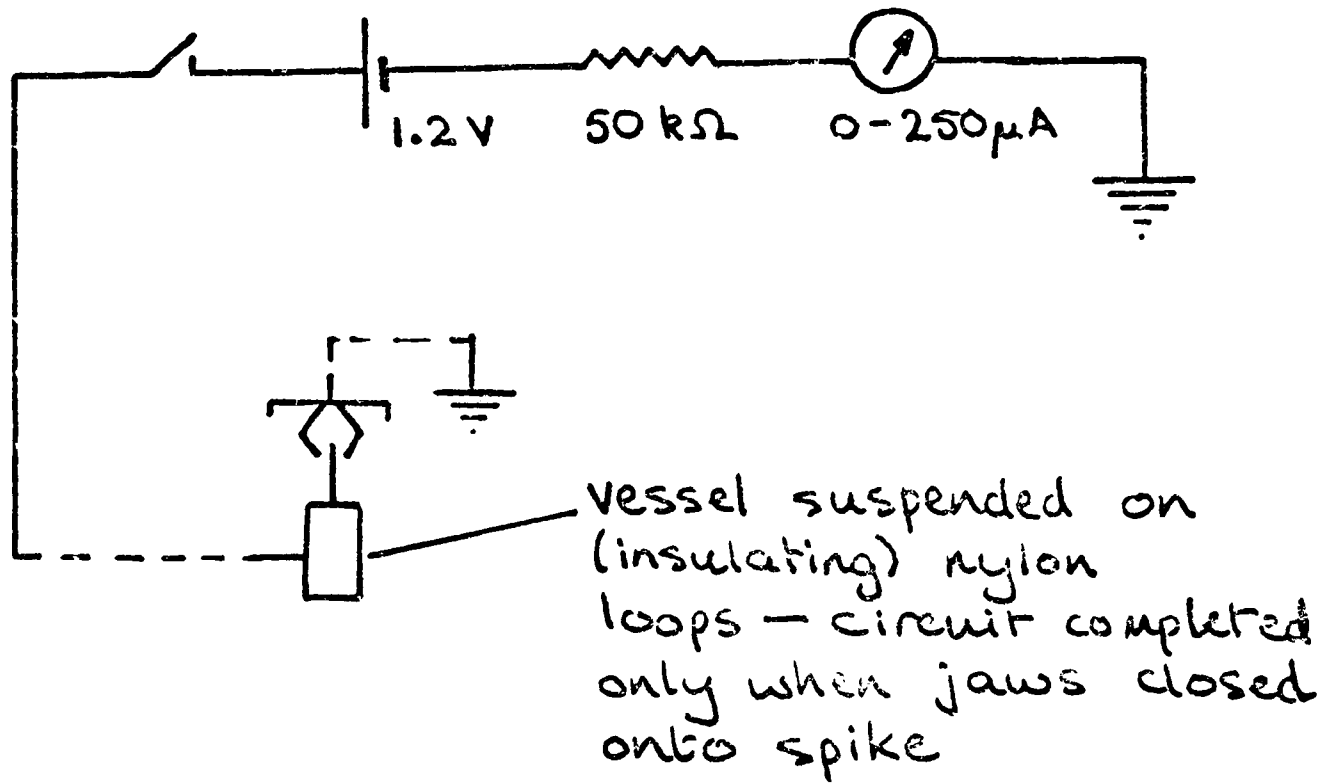 1.2 V 50 kΩ 0-250μA
vessel suspended on
(insulating) nylon
loops — circuit completed
only when jaws closed
onto spike